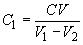 C₁ = CV / (V₁ − V₂)